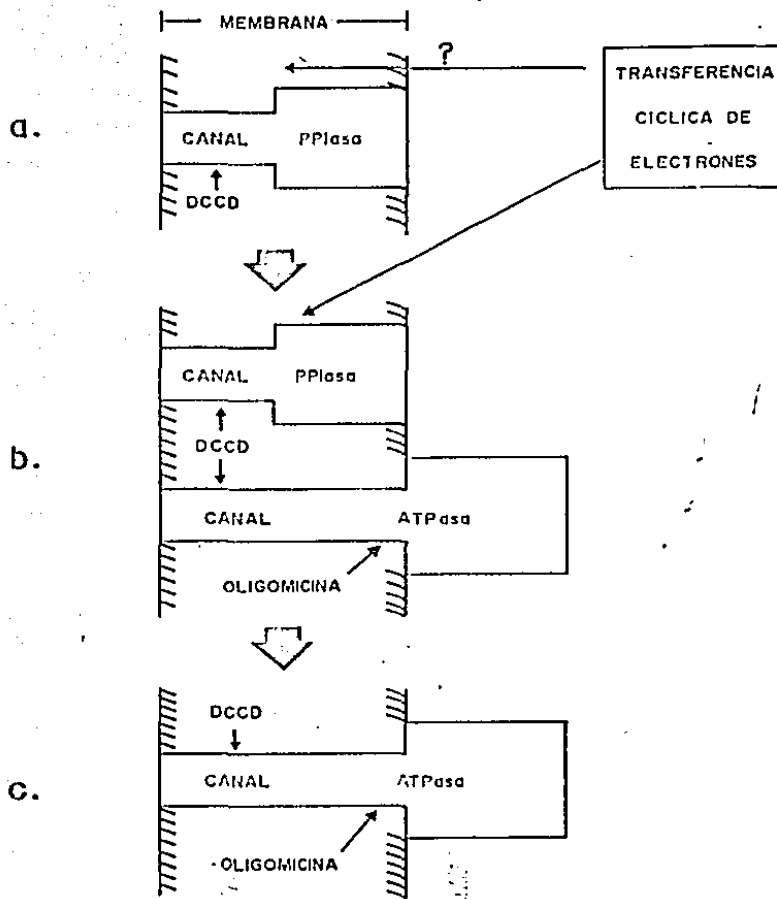 MEMBRANA
?
TRANSFERENCIA
CICLICA DE
ELECTRONES
a.
CANAL PPiasa
DCCD
b.
CANAL PPiasa
DCCD
CANAL ATPasa
OLIGOMICINA
c.
DCCD
CANAL ATPasa
OLIGOMICINA